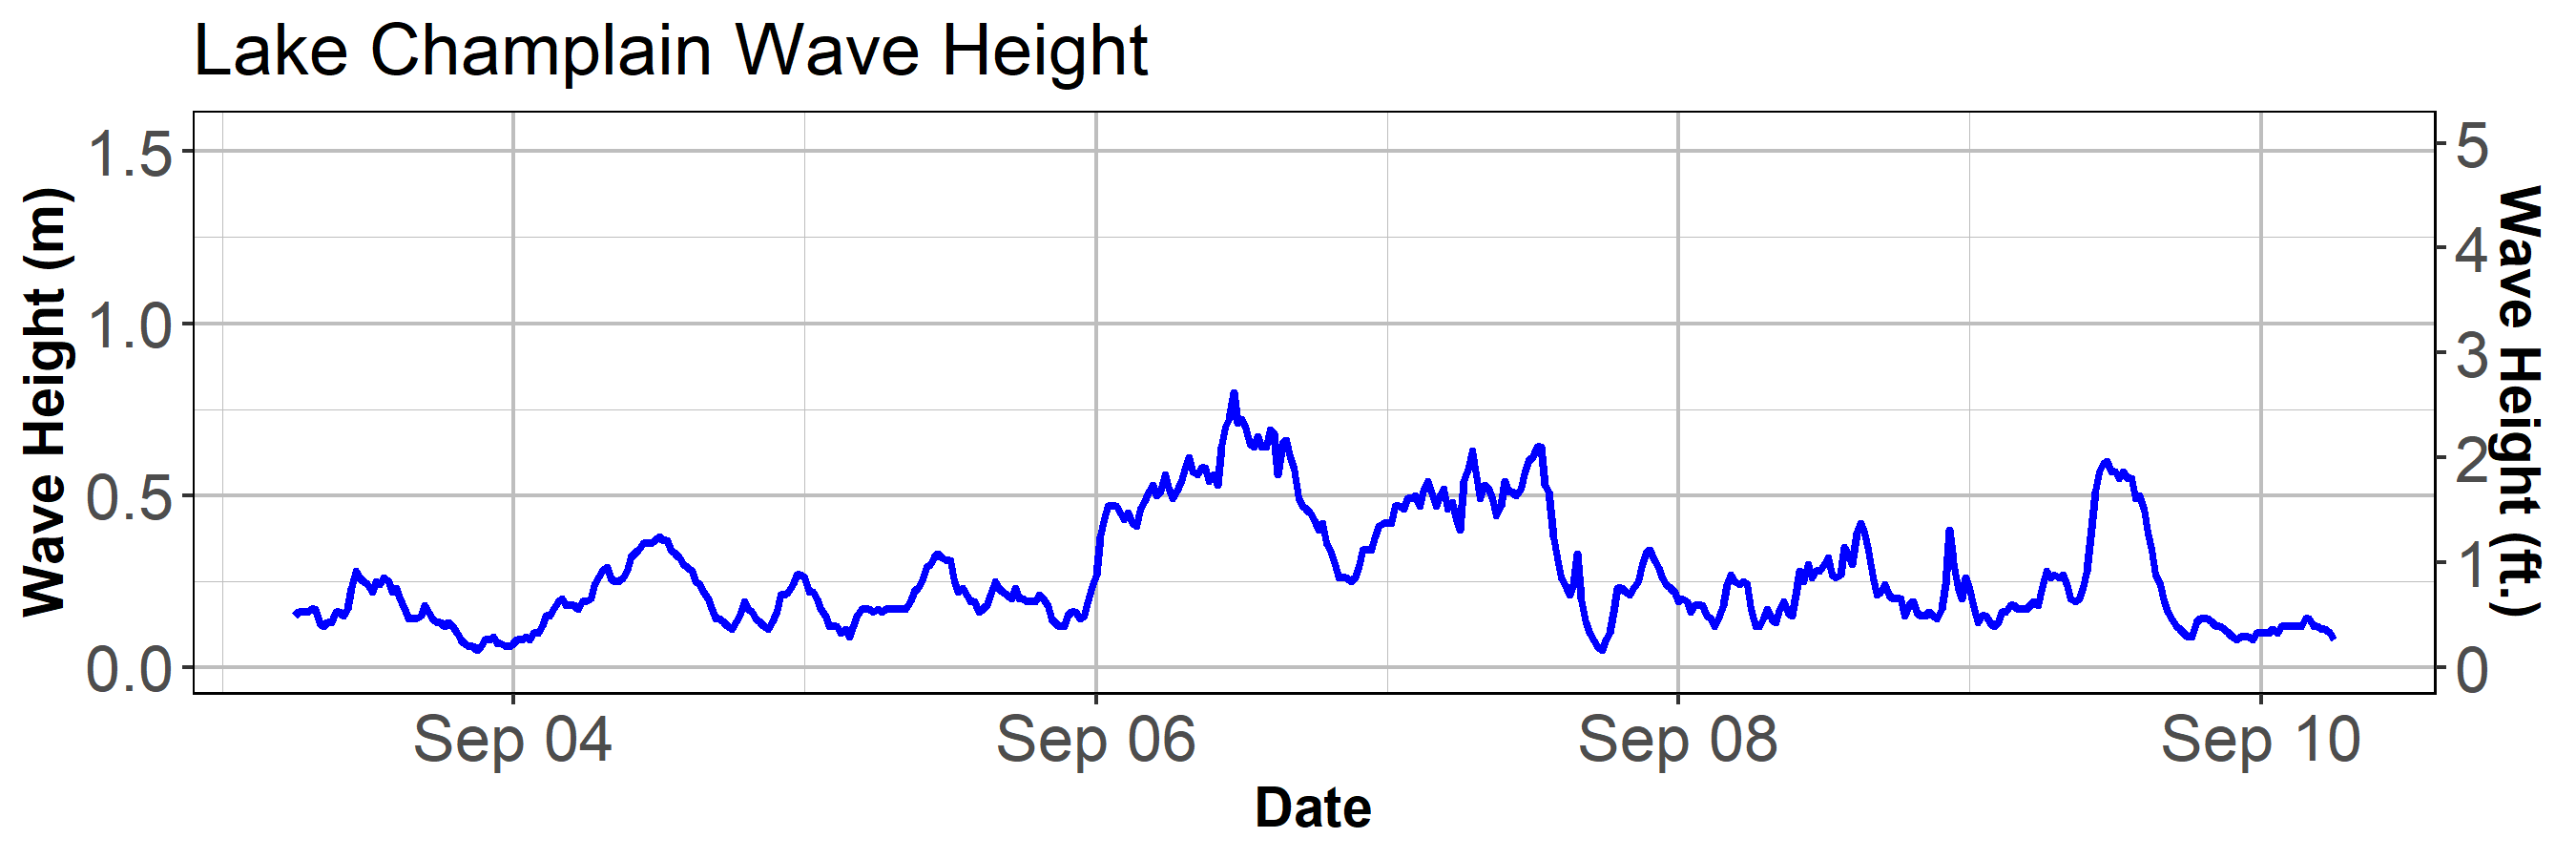 Lake Champlain Wave Height
Wave Height (m)
1.5
1.0
0.5
0.0
5
4
3
2
1
0
Wave Height (ft.)
Sep 04
Sep 06
Sep 08
Sep 10
Date